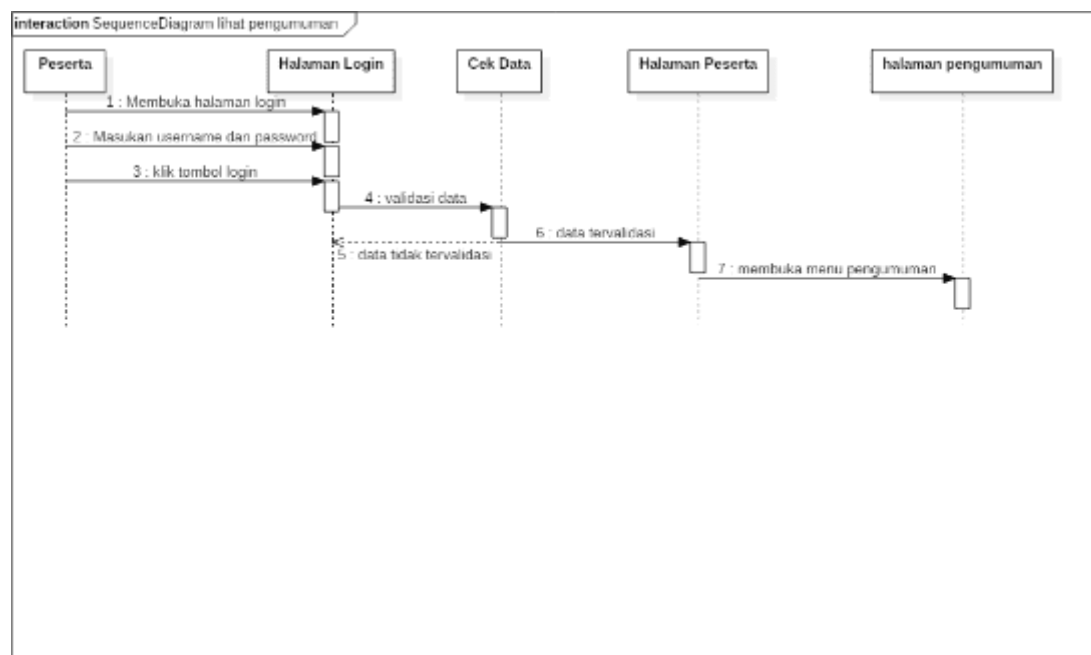 interaction SequenceDiagram lihat pengumuman
Peserta
Halaman Login
Cek Data
Halaman Peserta
halaman pengumuman
1 : Membuka halaman login
2 : Masukan username dan password
3 : klik tombol login
4 : validasi data
6 : data tervalidasi
5 : data tidak tervalidasi
7 : membuka menu pengumuman